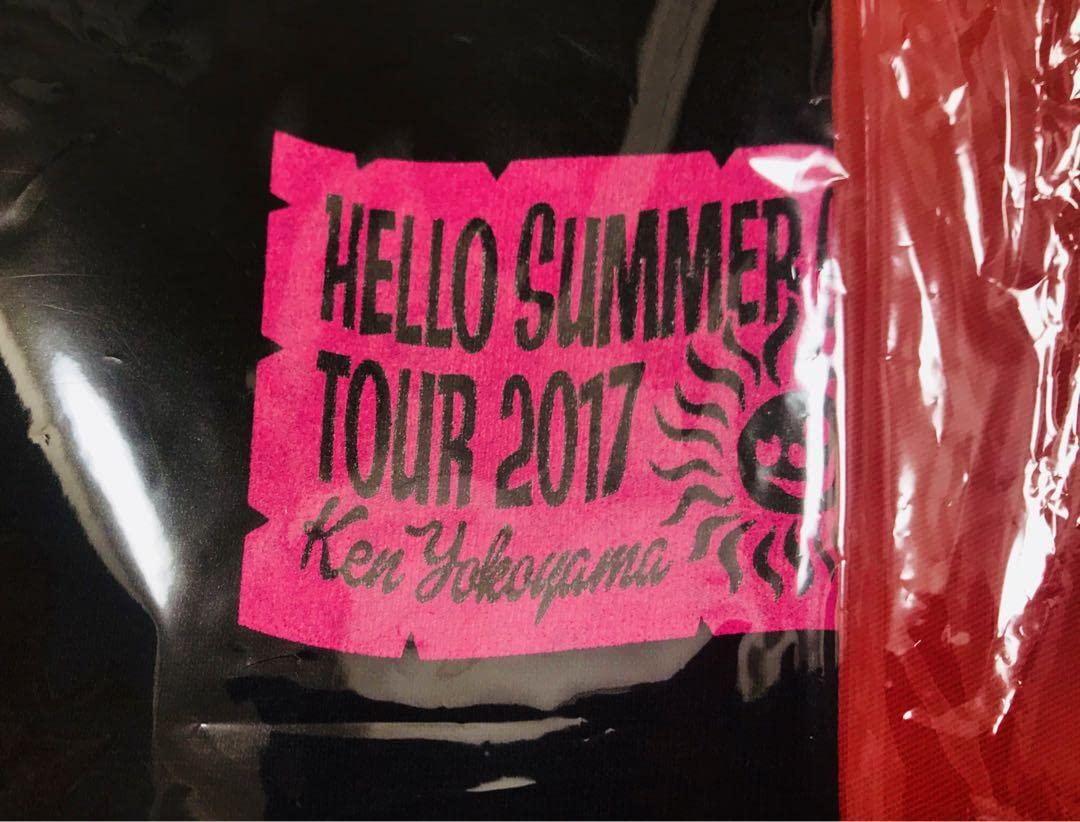 HELLO SUMMER
TOUR 2017
Ken Yokoyama